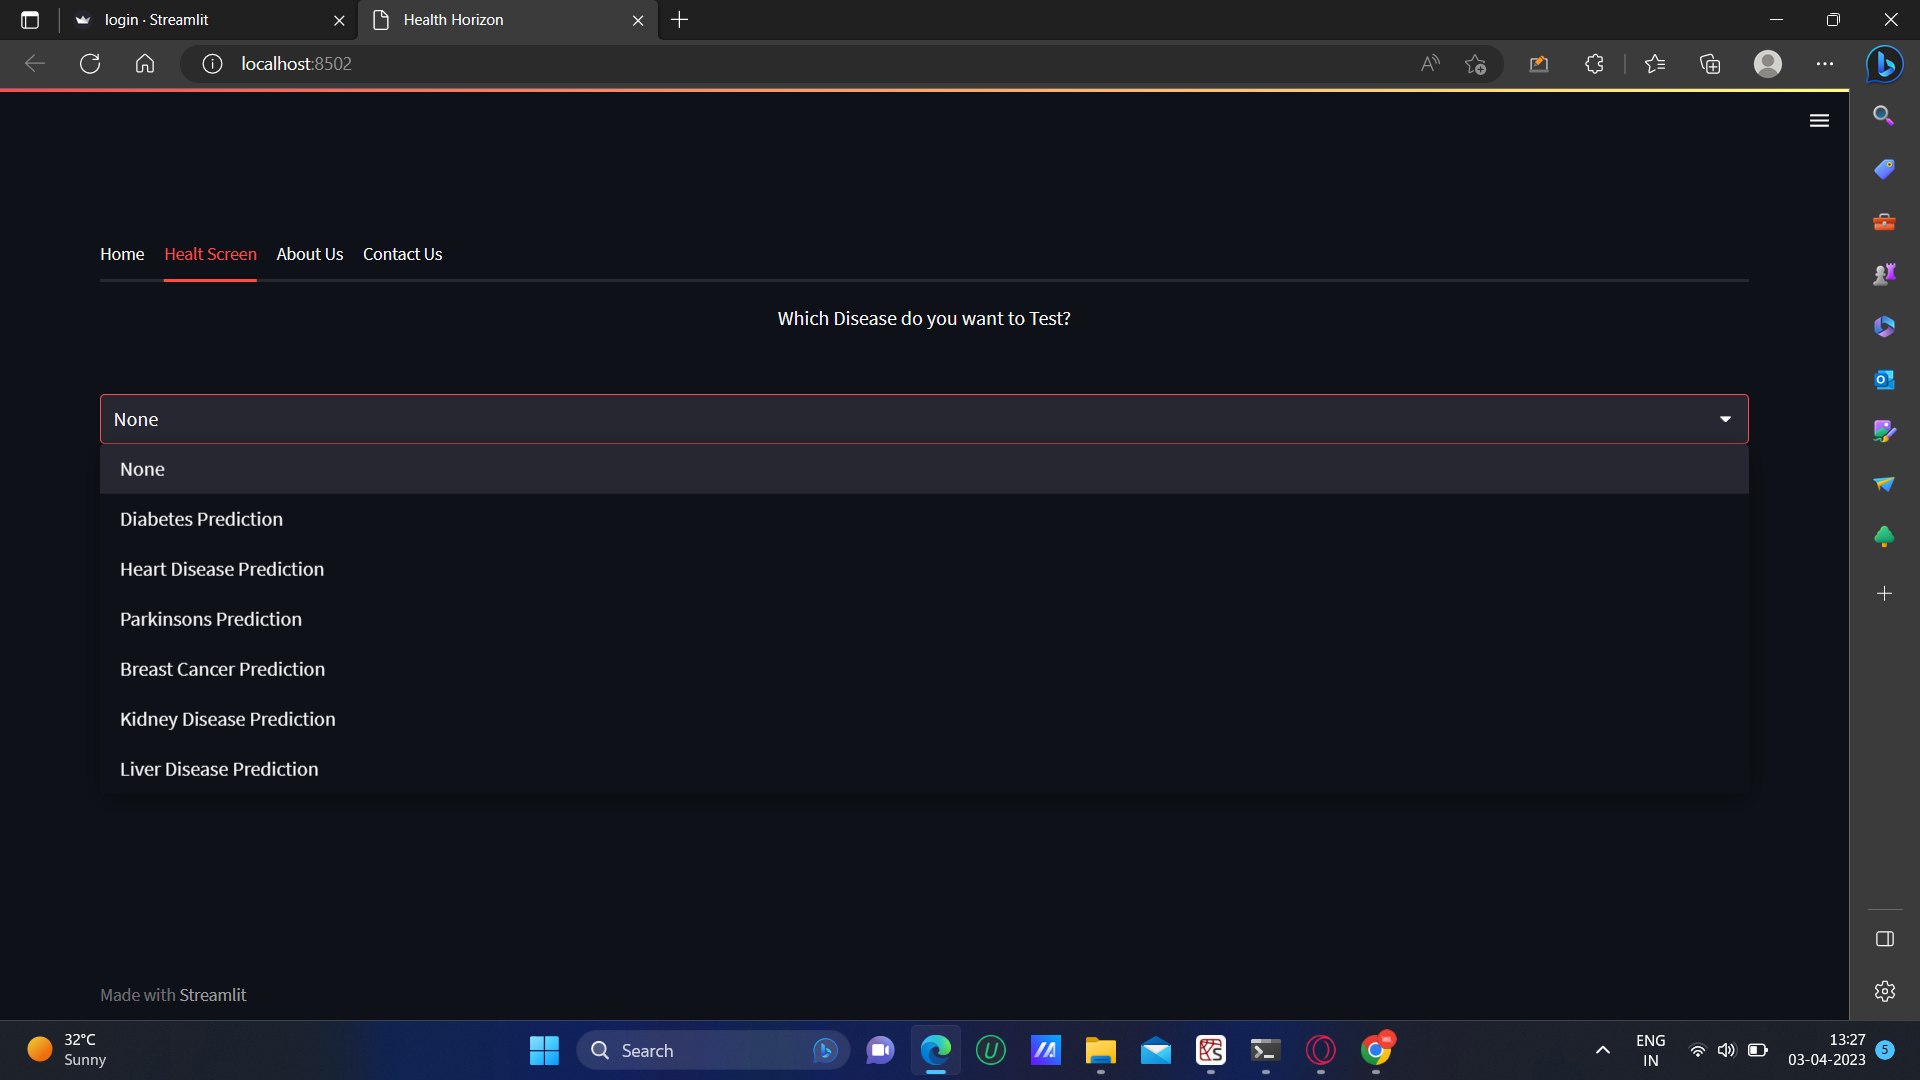 login · Streamlit
Health Horizon
localhost:8502
Home Healt Screen About Us Contact Us
Which Disease do you want to Test?
None
None
Diabetes Prediction
Heart Disease Prediction
Parkinsons Prediction
Breast Cancer Prediction
Kidney Disease Prediction
Liver Disease Prediction
Made with Streamlit
32°C
Sunny
Search
ENG
IN
13:27
03-04-2023
5